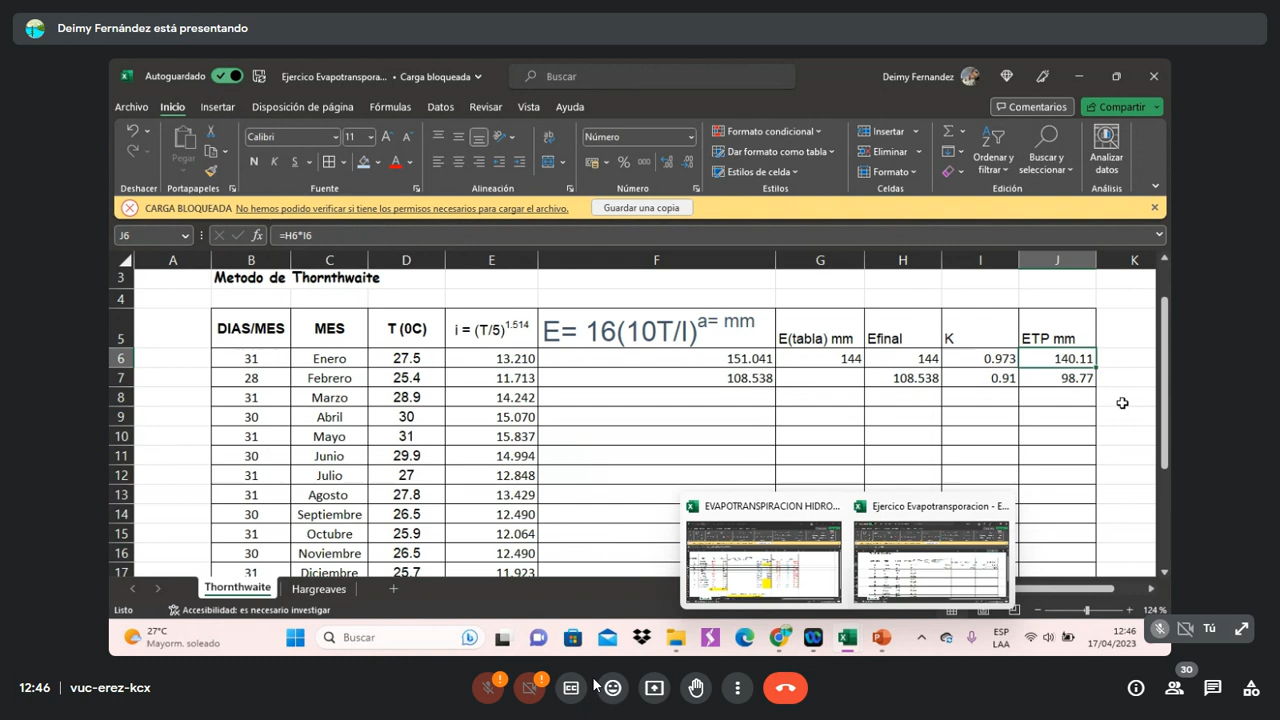 Deimy Fernández está presentando
Autoguardado Ejercico Evapotranspora... • Carga bloqueada Buscar Deimy Fernandez
Archivo Inicio Insertar Disposición de página Fórmulas Datos Revisar Vista Ayuda Comentarios Compartir
Pegar Calibri 11 Número Formato condicional Insertar
N K S Dar formato como tabla Eliminar Ordenar y filtrar Buscar y seleccionar Analizar datos
Estilos de celda Formato
Deshacer Portapapeles Fuente Alineación Número Estilos Celdas Edición Análisis
CARGA BLOQUEADA No hemos podido verificar si tiene los permisos necesarios para cargar el archivo. Guardar una copia
J6 fx =H6*I6
A B C D E F G H I J K
3 Metodo de Thornthwaite
4
5 DIAS/MES MES T (0C) i = (T/5)1.514 E= 16(10T/I)a= mm E(tabla) mm Efinal K ETP mm
6 31 Enero 27.5 13.210 151.041 144 144 0.973 140.11
7 28 Febrero 25.4 11.713 108.538 108.538 0.91 98.77
8 31 Marzo 28.9 14.242
9 30 Abril 30 15.070
10 31 Mayo 31 15.837
11 30 Junio 29.9 14.994
12 31 Julio 27 12.848
13 31 Agosto 27.8 13.429
14 30 Septiembre 26.5 12.490
15 31 Octubre 25.9 12.064
16 30 Noviembre 26.5 12.490
17 31 Diciembre 25.7 11.923
EVAPOTRANSPIRACION HIDRO... Ejercico Evapotransporacion - E...
Thornthwaite Hargreaves
Listo Accesibilidad: es necesario investigar 124 %
27°C
Mayorm. soleado
Buscar
ESP
LAA
12:46
17/04/2023
Tú
12:46 vuc-erez-kcx
30